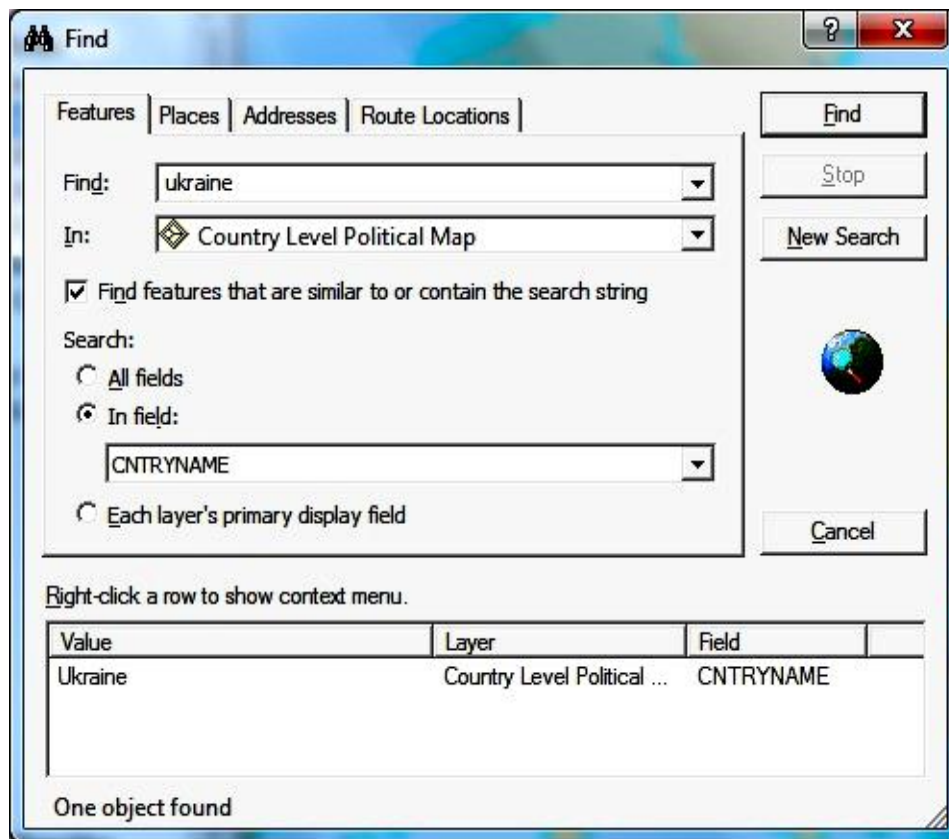 Find
Features Places Addresses Route Locations
Find
Find: ukraine
Stop
In: Country Level Political Map
New Search
Find features that are similar to or contain the search string
Search:
All fields
In field:
CNTRYNAME
Each layer's primary display field
Cancel
Right-click a row to show context menu.
Value Layer Field
Ukraine Country Level Political ... CNTRYNAME
One object found